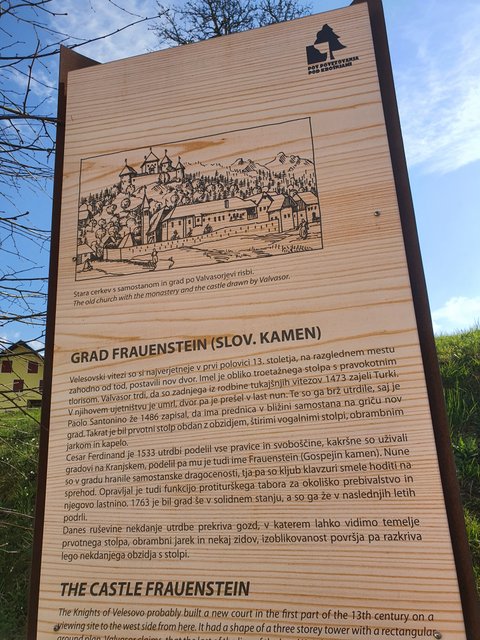 POT POVEZOVANJA
POD KROŠNJAMI
Stara cerkev s samostanom in grad po Valvasorjevi risbi.
The old church with the monastery and the castle drawn by Valvasor.
GRAD FRAUENSTEIN (SLOV. KAMEN)
Velesovski vitezi so si najverjetneje v prvi polovici 13. stoletja, na razglednem mestu
zahodno od tod, postavili nov dvor. Imel je obliko troetažnega stolpa s pravokotnim
tlorisom. Valvasor trdi, da so zadnjega iz rodbine tukajšnjih vitezov 1473 zajeli Turki.
V njihovem ujetništvu je umrl, dvor pa je prešel v last nun. Te so ga brž utrdile, saj je
Paolo Santonino že 1486 zapisal, da ima prednica v bližini samostana na griču nov
grad. Takrat je bil prvotni stolp obdan z obzidjem, štirimi vogalnimi stolpi, obrambnim
jarkom in kapelo.
Cesar Ferdinand je 1533 utrdbi podelil vse pravice in svoboščine, kakršne so uživali
gradovi na Kranjskem, podelil pa mu je tudi ime Frauenstein (Gospejin kamen). Nune
so v gradu hranile samostanske dragocenosti, tja pa so kljub klavzuri smele hoditi na
sprehod. Opravljal je tudi funkcijo protiturškega tabora za okoliško prebivalstvo in
njegovo lastnino. 1763 je bil grad še v solidnem stanju, a so ga že v naslednjih letih
podrli.
Danes ruševine nekdanje utrdbe prekriva gozd, v katerem lahko vidimo temelje
prvotnega stolpa, obrambni jarek in nekaj zidov, izoblikovanost površja pa razkriva
lego nekdanjega obzidja s stolpi.
THE CASTLE FRAUENSTEIN
The Knights of Velesovo probably built a new court in the first part of the 13th century on a
viewing site to the west side from here. It had a shape of a three storey tower with a rectangular
ground plan. Valvasor claims, that the last of the